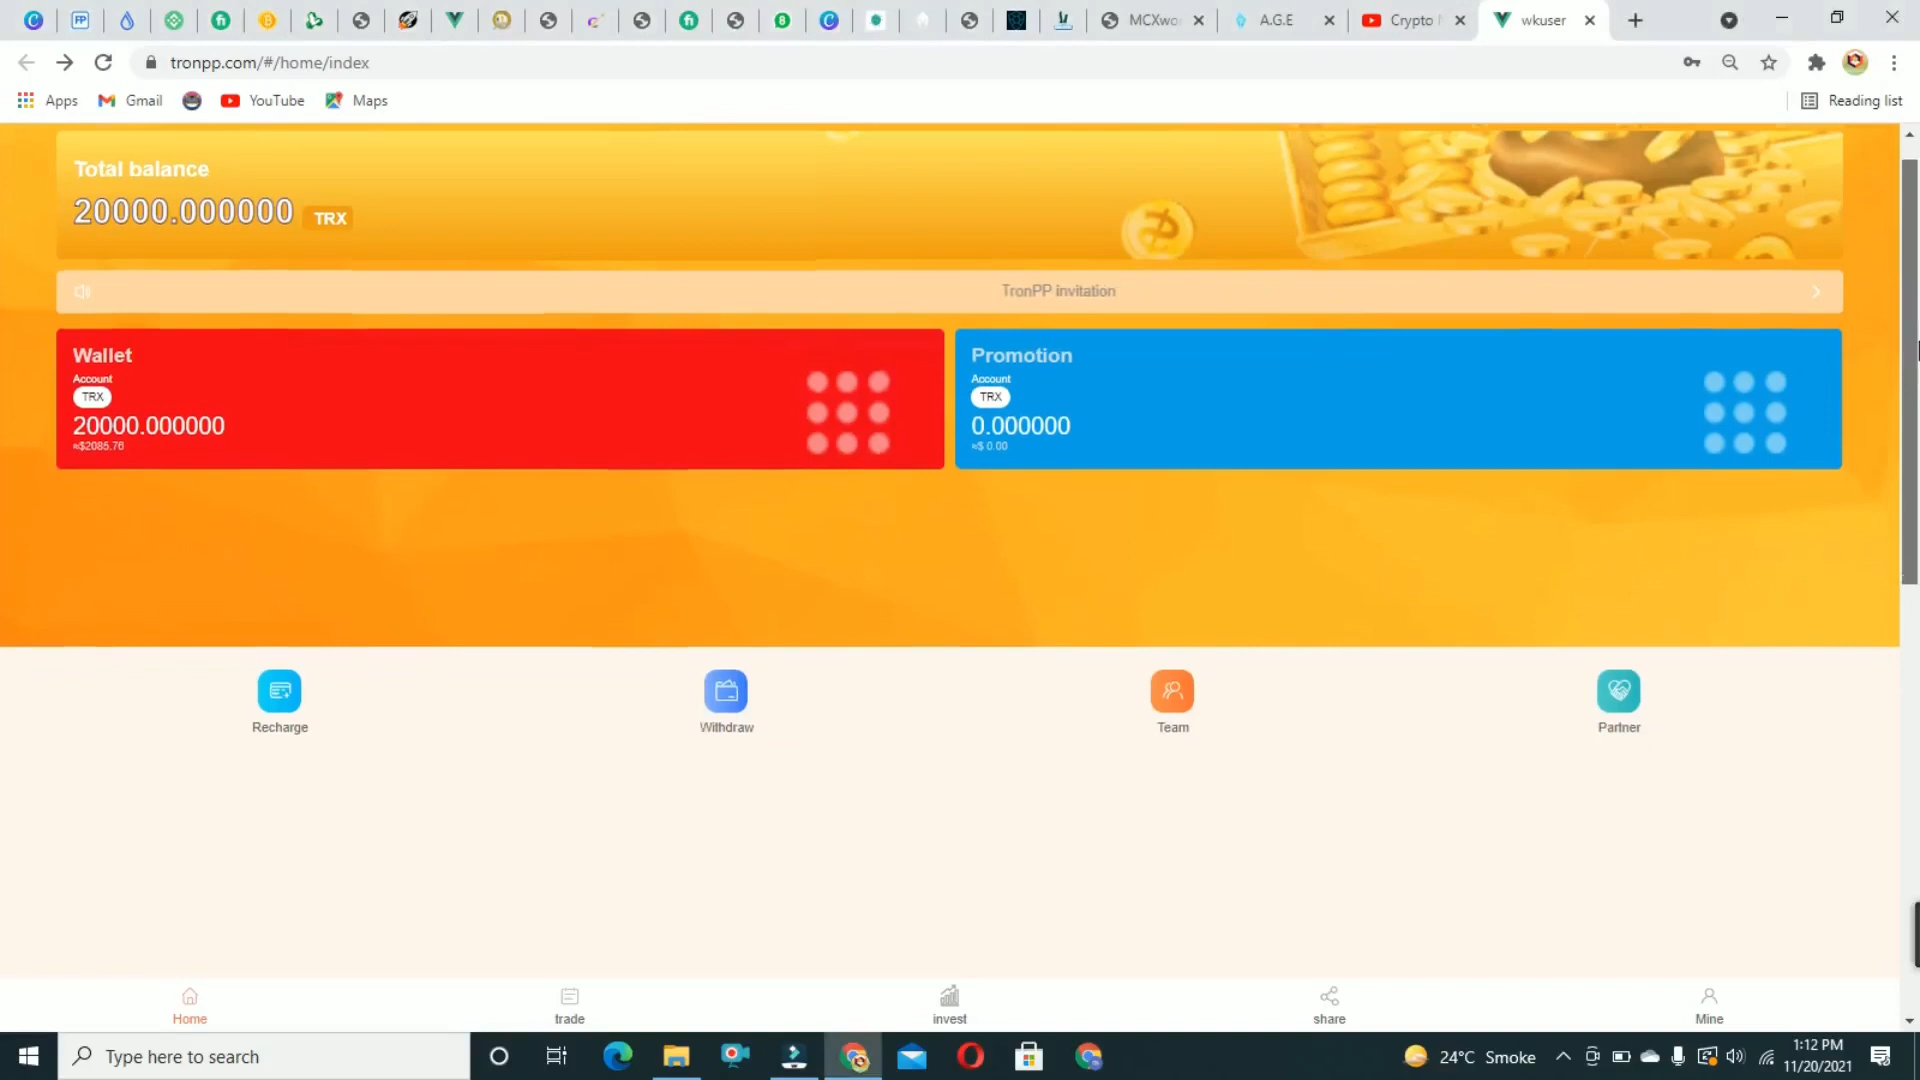 FP
8
MCXwo
A.G.E
Crypto
wkuser
tronpp.com/#/home/index
Apps
Gmail
YouTube
Maps
Reading list
Total balance
20000.000000 TRX
TronPP invitation
Wallet
Account
TRX
20000.000000
≈$2085.76
Promotion
Account
TRX
0.000000
≈$ 0.00
Recharge
Withdraw
Team
Partner
Home
trade
invest
share
Mine
Type here to search
24°C Smoke
1:12 PM
11/20/2021